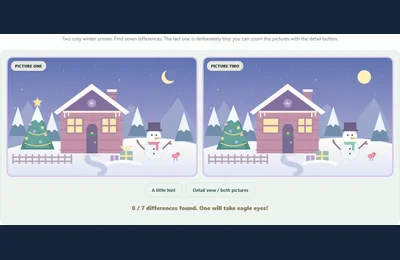 Two cosy winter scenes. Find seven differences. The last one is deliberately tiny: you can zoom the pictures with the detail button.
PICTURE ONE
PICTURE TWO
A little hint
Detail view / both pictures
0 / 7 differences found. One will take eagle eyes!